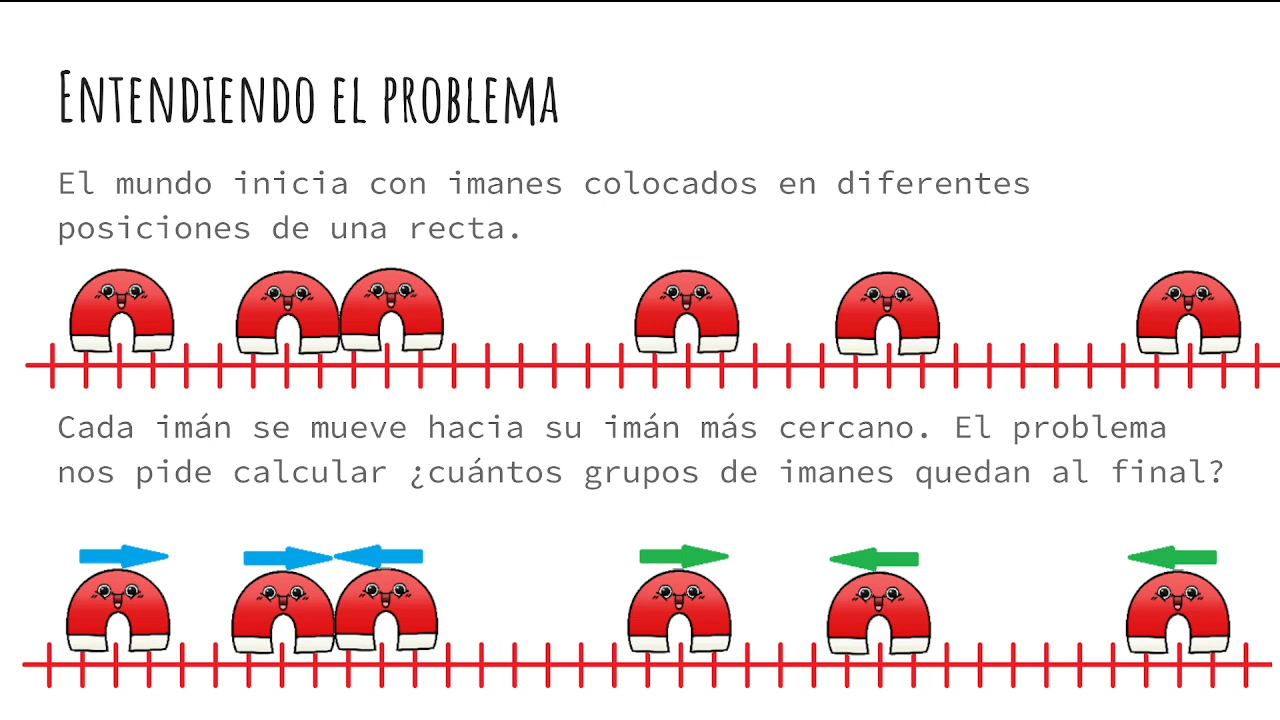 Entendiendo el problema
El mundo inicia con imanes colocados en diferentes
posiciones de una recta.
Cada imán se mueve hacia su imán más cercano. El problema
nos pide calcular ¿cuántos grupos de imanes quedan al final?